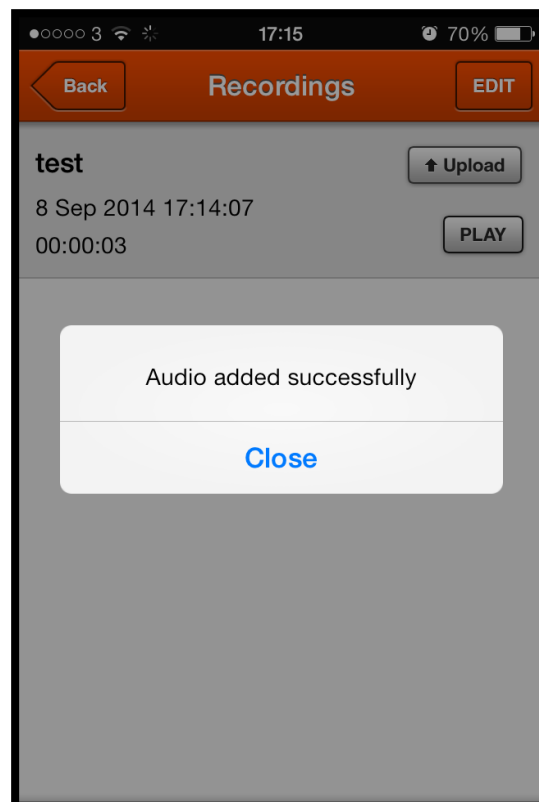 3 17:15 70%
Back Recordings EDIT
test Upload
8 Sep 2014 17:14:07
00:00:03 PLAY
Audio added successfully
Close